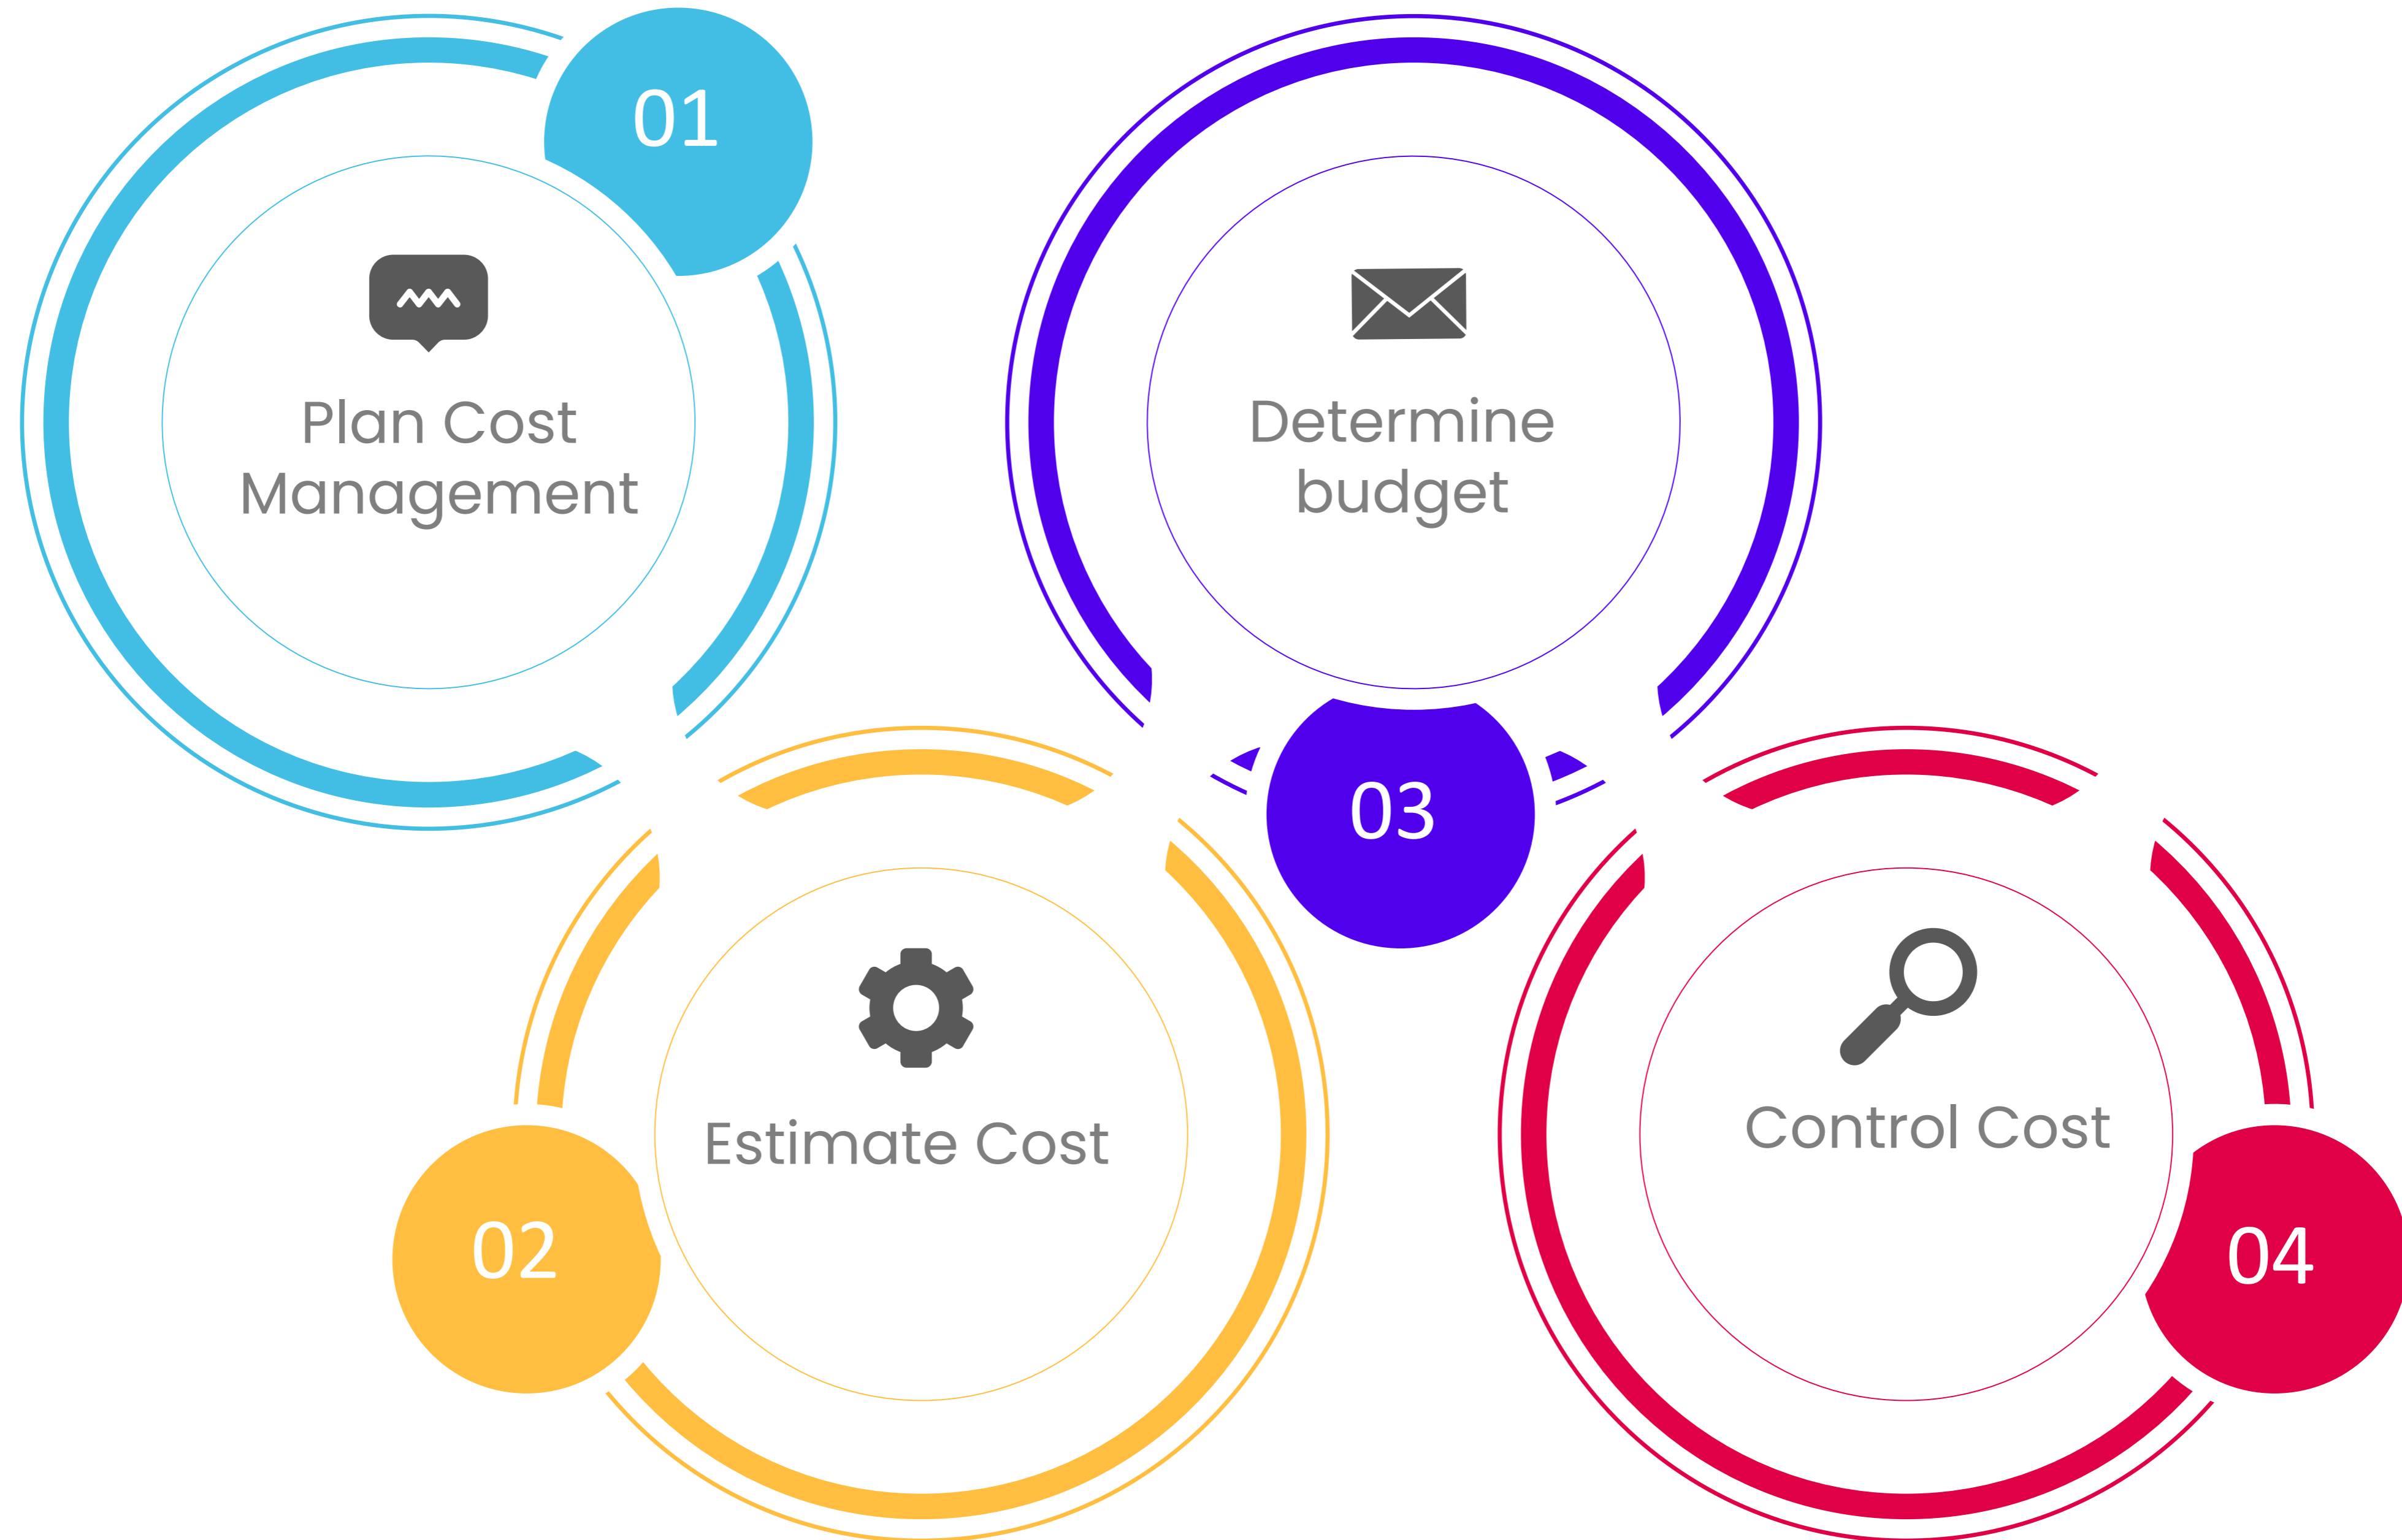 01
Plan Cost
Management
02
Estimate Cost
03
Determine
budget
04
Control Cost